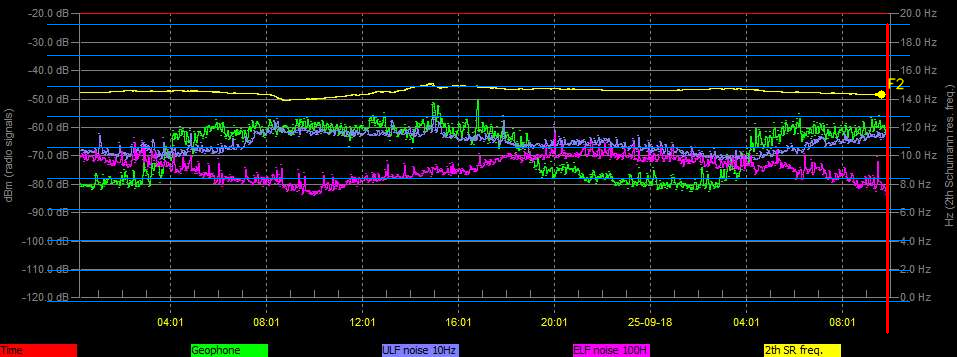 -20.0 dB 20.0 Hz
-30.0 dB 18.0 Hz
-40.0 dB 16.0 Hz
F2
-50.0 dB 14.0 Hz
-60.0 dB 12.0 Hz
-70.0 dB 10.0 Hz
-80.0 dB 8.0 Hz
-90.0 dB 6.0 Hz
-100.0 dB 4.0 Hz
-110.0 dB 2.0 Hz
-120.0 dB 0.0 Hz
dBm (radio signals)
Hz (2th Schumann res. freq.)
04:01 08:01 12:01 16:01 20:01 25-09-18 04:01 08:01
Time Geophone ULF noise 10Hz ELF noise 100H 2th SR freq.